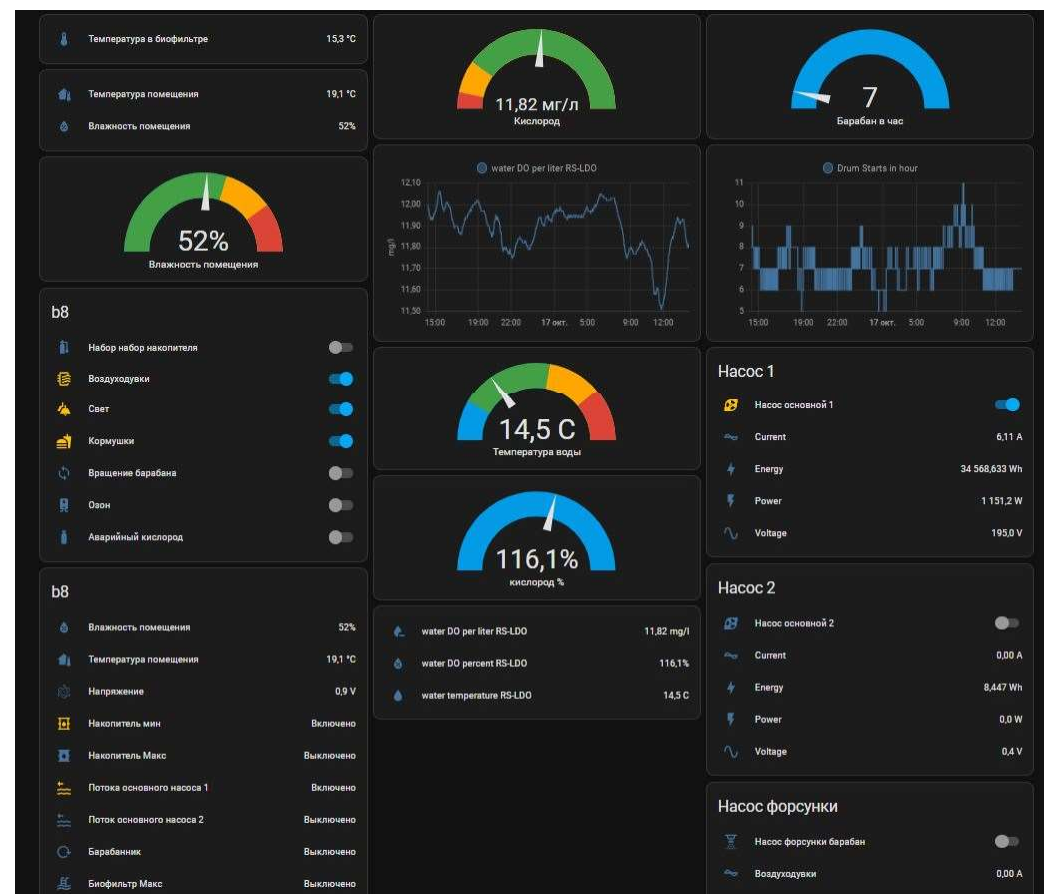 Температура в биофильтре 15,3 °C
Температура помещения 19,1 °C
Влажность помещения 52%
52%
Влажность помещения
b8
Набор набор накопителя
Воздуходувки
Свет
Кормушки
Вращение барабана
Озон
Аварийный кислород
b8
Влажность помещения 52%
Температура помещения 19,1 °C
Напряжение 0,9 V
Накопитель мин Включено
Накопитель Макс Выключено
Потока основного насоса 1 Включено
Поток основного насоса 2 Выключено
Барабанник Выключено
Биофильтр Макс Выключено
11,82 мг/л
Кислород
water DO per liter RS-LDO
12,10
12,00
11,90
11,80
11,70
11,60
11,50
mg/l
15:00 19:00 22:00 17 окт. 5:00 9:00 12:00
14,5 C
Температура воды
116,1%
кислород %
water DO per liter RS-LDO 11,82 mg/l
water DO percent RS-LDO 116,1%
water temperature RS-LDO 14,5 C
7
Барабан в час
Drum Starts in hour
11
10
9
8
7
6
5
15:00 19:00 22:00 17 окт. 5:00 9:00 12:00
Насос 1
Насос основной 1
Current 6,11 A
Energy 34 568,633 Wh
Power 1 151,2 W
Voltage 195,0 V
Насос 2
Насос основной 2
Current 0,00 A
Energy 8,447 Wh
Power 0,0 W
Voltage 0,4 V
Насос форсунки
Насос форсунки барабан
Воздуходувки 0,00 A